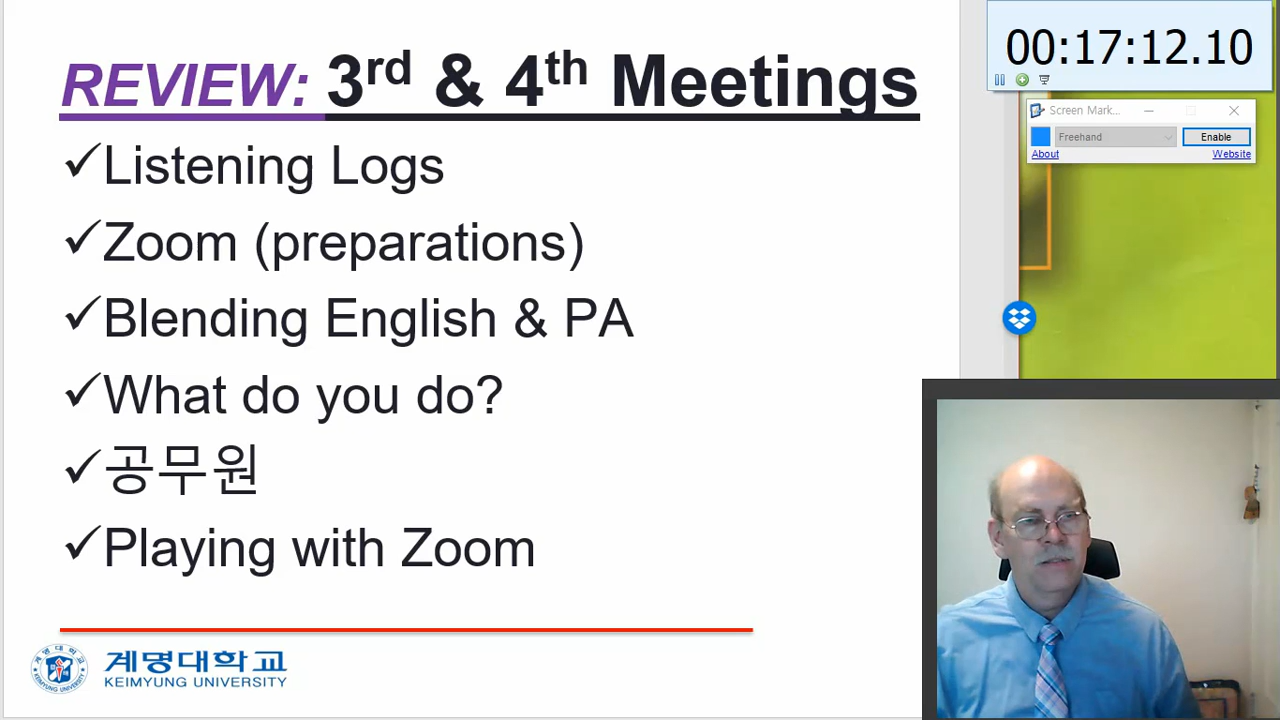 REVIEW: 3rd & 4th Meetings
✓Listening Logs
✓Zoom (preparations)
✓Blending English & PA
✓What do you do?
✓공무원
✓Playing with Zoom
계명대학교
KEIMYUNG UNIVERSITY
00:17:12.10
Screen Mark...
Freehand
Enable
About
Website